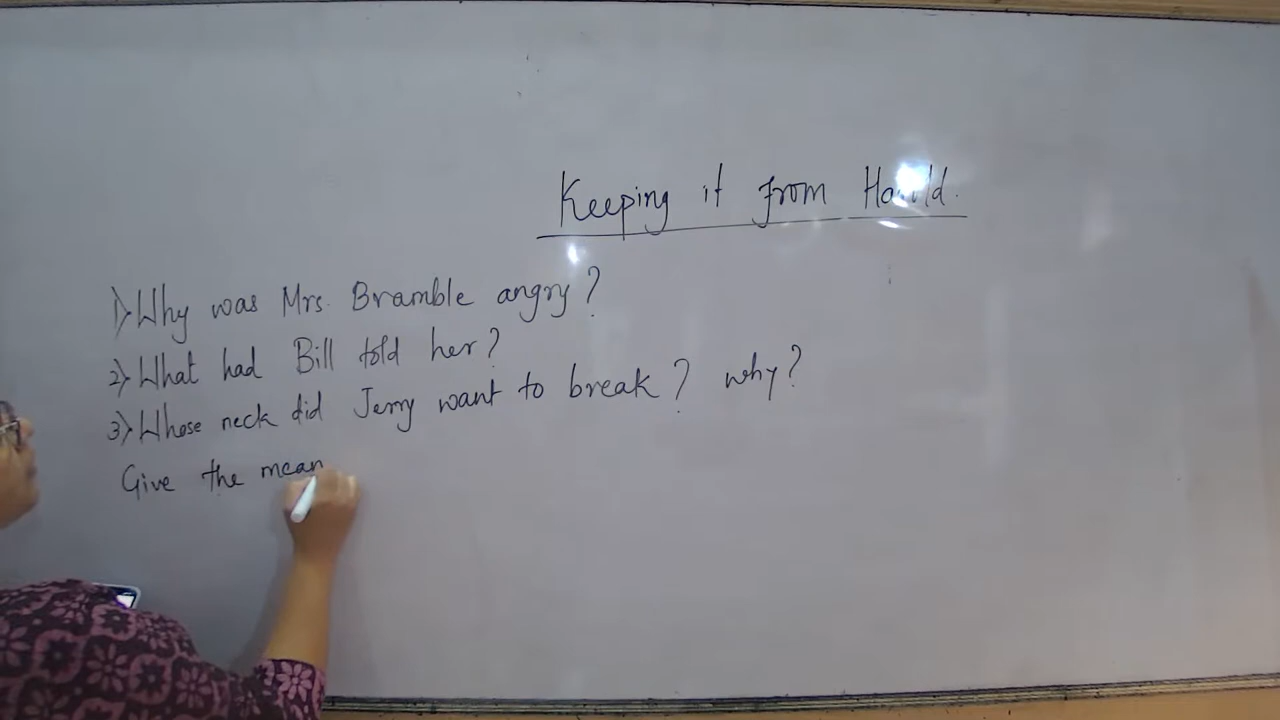 Keeping it from Harold.
1) Why was Mrs. Bramble angry?
2) What had Bill told her?
3) Whose neck did Jerry want to break? why?
Give the mean